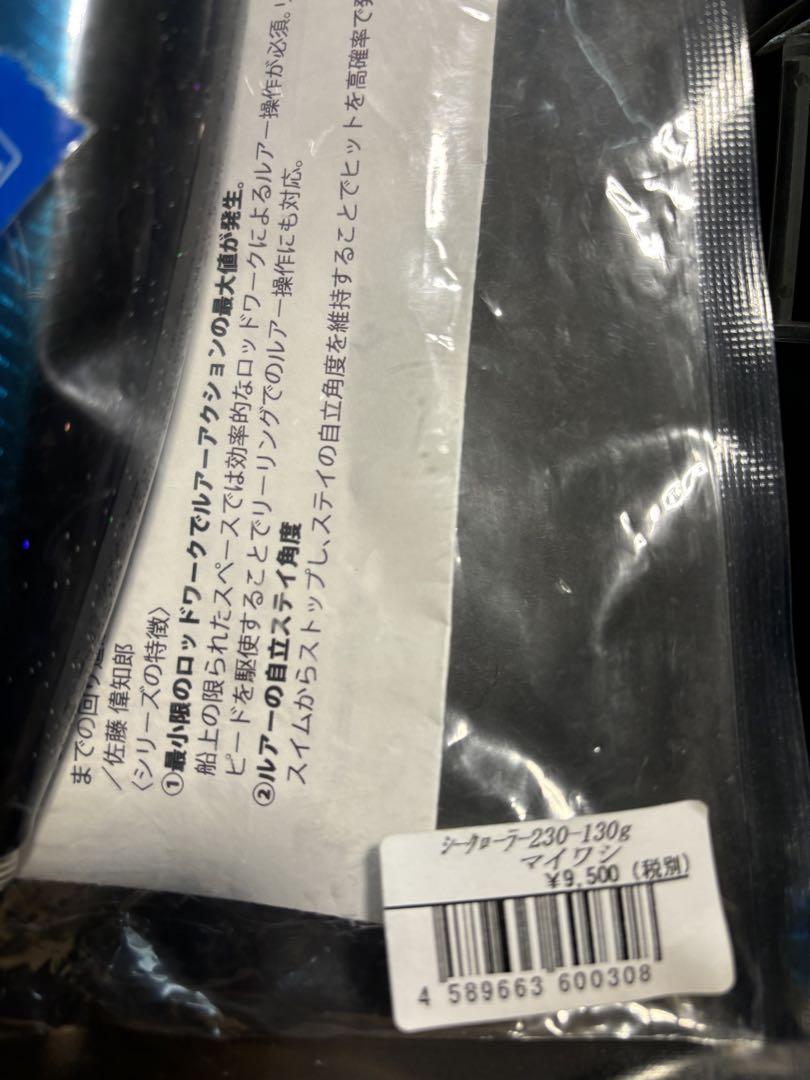 までの回り
／佐藤 偉知郎
〈シリーズの特徴〉
①最小限のロッドワークでルアーアクションの最大値が発生。
船上の限られたスペースでは効率的なロッドワークによるルアー操作が必須。
ピードを駆使することでリーリングでのルアー操作にも対応。
②ルアーの自立ステイ角度
スイムからストップし、ステイの自立角度を維持することでヒットを高確率で
ｼｰｸﾛｰﾗｰ230-130g
マイワシ
¥9,500 (税別)
4 589663 600308